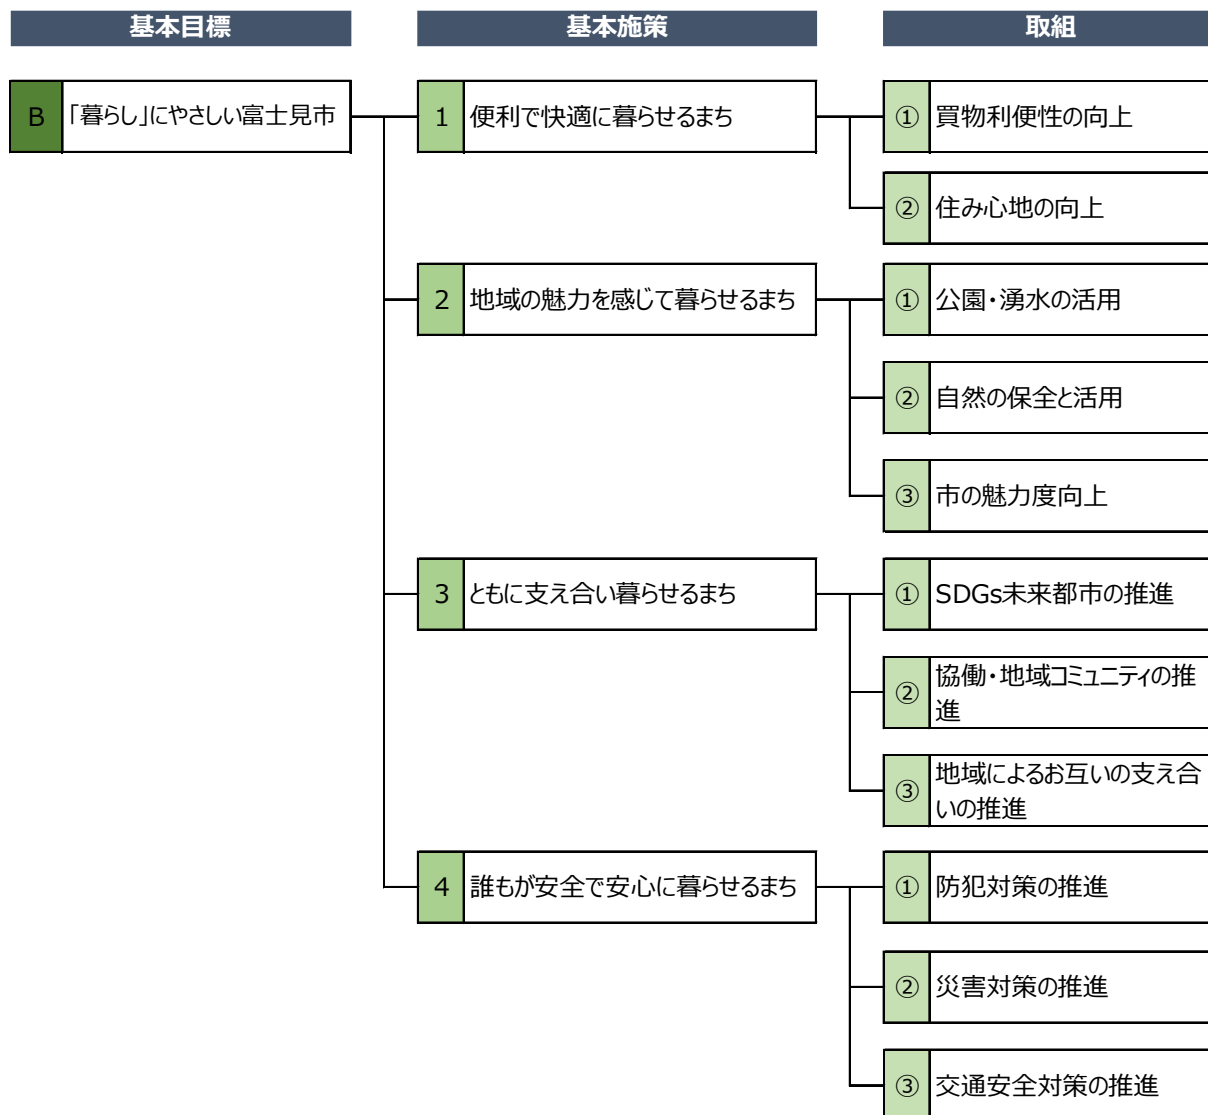 基本目標
基本施策
取組
B 「暮らし」にやさしい富士見市
1 便利で快適に暮らせるまち
① 買物利便性の向上
② 住み心地の向上
2 地域の魅力を感じて暮らせるまち
① 公園・湧水の活用
② 自然の保全と活用
③ 市の魅力度向上
3 ともに支え合い暮らせるまち
① SDGs未来都市の推進
② 協働・地域コミュニティの推
進
③ 地域によるお互いの支え合
いの推進
4 誰もが安全で安心に暮らせるまち
① 防犯対策の推進
② 災害対策の推進
③ 交通安全対策の推進